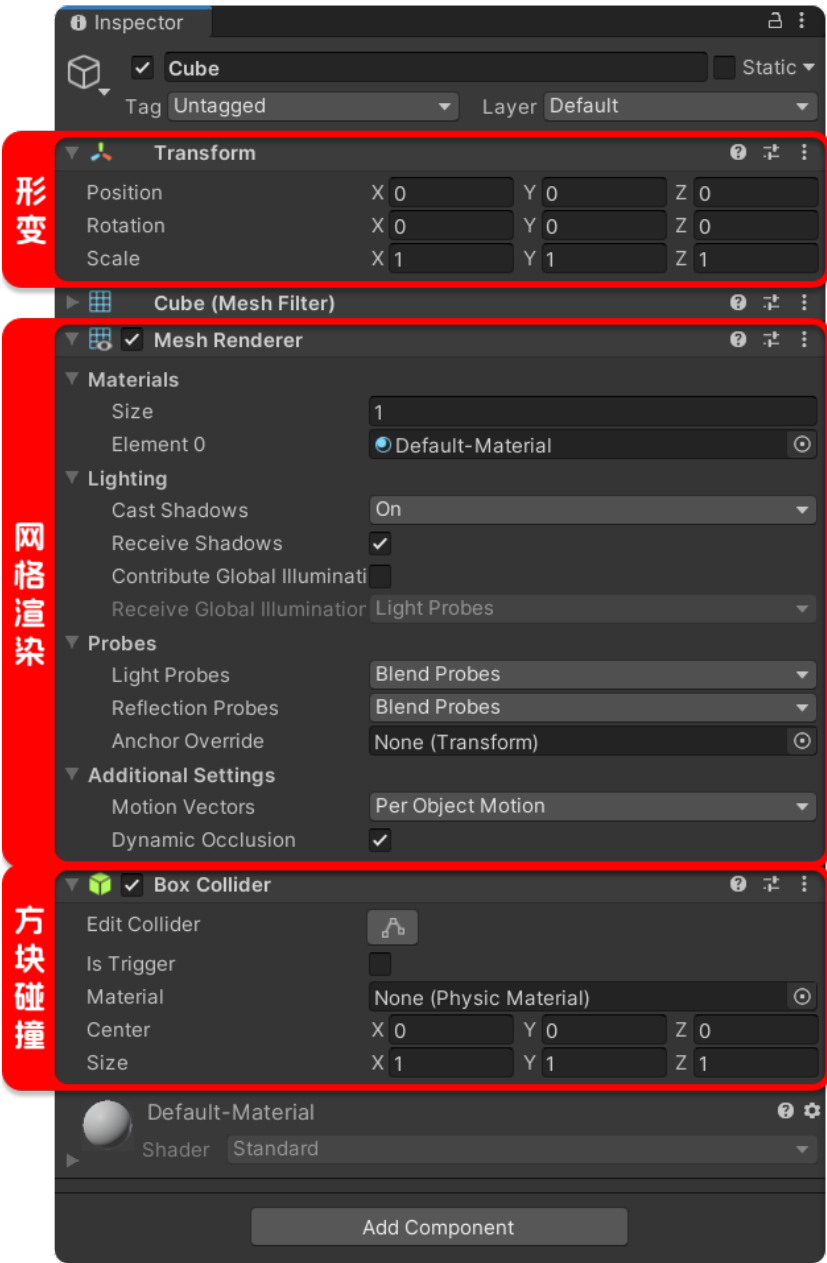 Inspector
Cube
Static
Tag Untagged Layer Default
形变
Transform
Position X 0 Y 0 Z 0
Rotation X 0 Y 0 Z 0
Scale X 1 Y 1 Z 1
Cube (Mesh Filter)
网格渲染
Mesh Renderer
Materials
Size 1
Element 0 Default-Material
Lighting
Cast Shadows On
Receive Shadows
Contribute Global Illuminati
Receive Global Illumination Light Probes
Probes
Light Probes Blend Probes
Reflection Probes Blend Probes
Anchor Override None (Transform)
Additional Settings
Motion Vectors Per Object Motion
Dynamic Occlusion
方块碰撞
Box Collider
Edit Collider
Is Trigger
Material None (Physic Material)
Center X 0 Y 0 Z 0
Size X 1 Y 1 Z 1
Default-Material
Shader Standard
Add Component